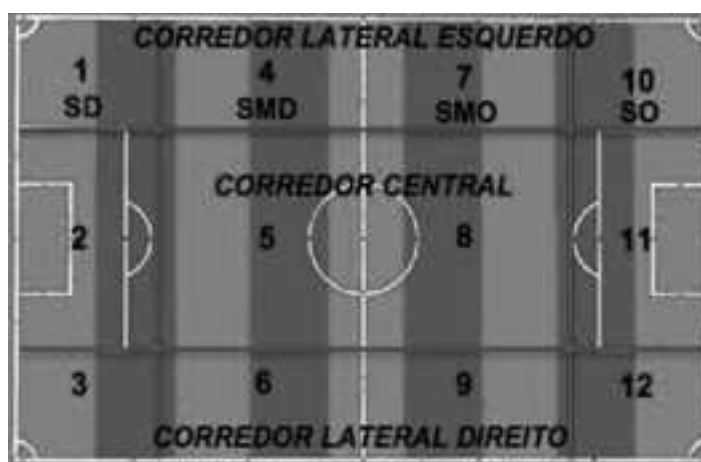 CORREDOR LATERAL ESQUERDO
1 4 7 10
SD SMD SMO SO
CORREDOR CENTRAL
2 5 8 11
3 6 9 12
CORREDOR LATERAL DIREITO